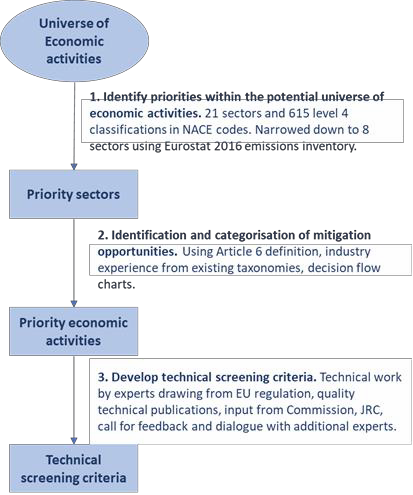 Universe of
Economic
activities
1. Identify priorities within the potential universe of
economic activities. 21 sectors and 615 level 4
classifications in NACE codes. Narrowed down to 8
sectors using Eurostat 2016 emissions inventory.
Priority sectors
2. Identification and categorisation of mitigation
opportunities. Using Article 6 definition, industry
experience from existing taxonomies, decision flow
charts.
Priority economic
activities
3. Develop technical screening criteria. Technical work
by experts drawing from EU regulation, quality
technical publications, input from Commission, JRC,
call for feedback and dialogue with additional experts.
Technical
screening criteria